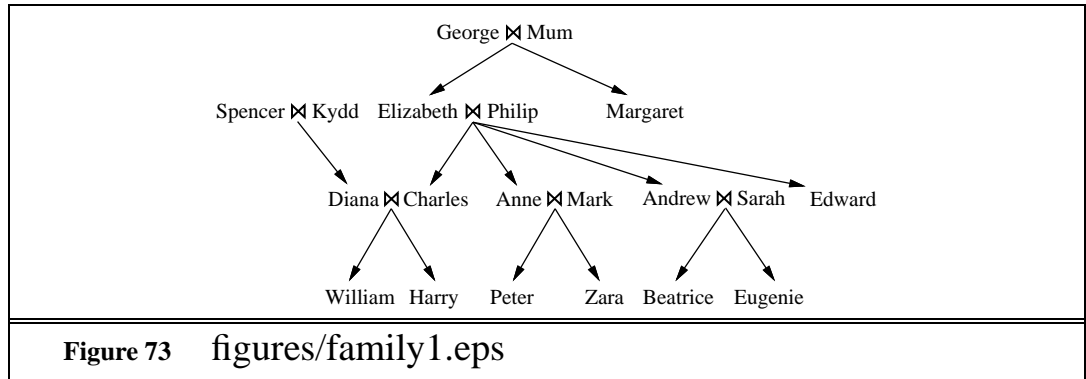 George ⋈ Mum
Spencer ⋈ Kydd Elizabeth ⋈ Philip Margaret
Diana ⋈ Charles Anne ⋈ Mark Andrew ⋈ Sarah Edward
William Harry Peter Zara Beatrice Eugenie
Figure 73 figures/family1.eps